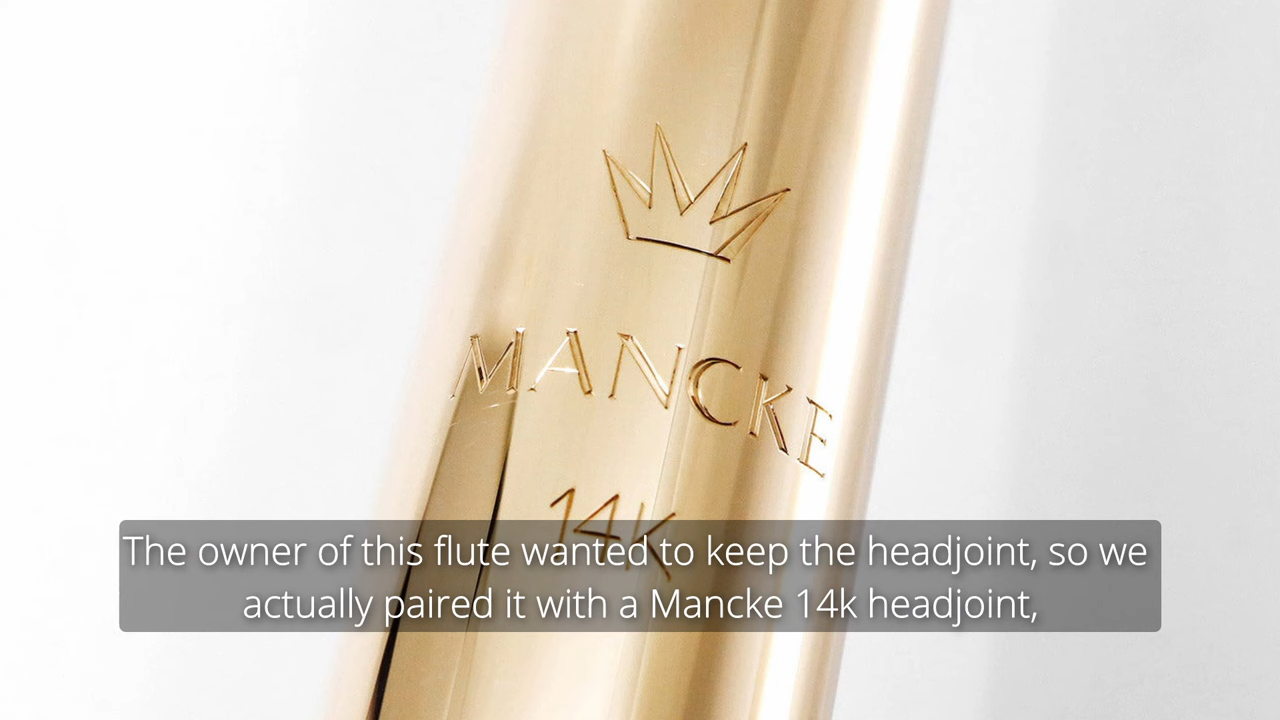 MANCKE
14K
The owner of this flute wanted to keep the headjoint, so we
actually paired it with a Mancke 14k headjoint,